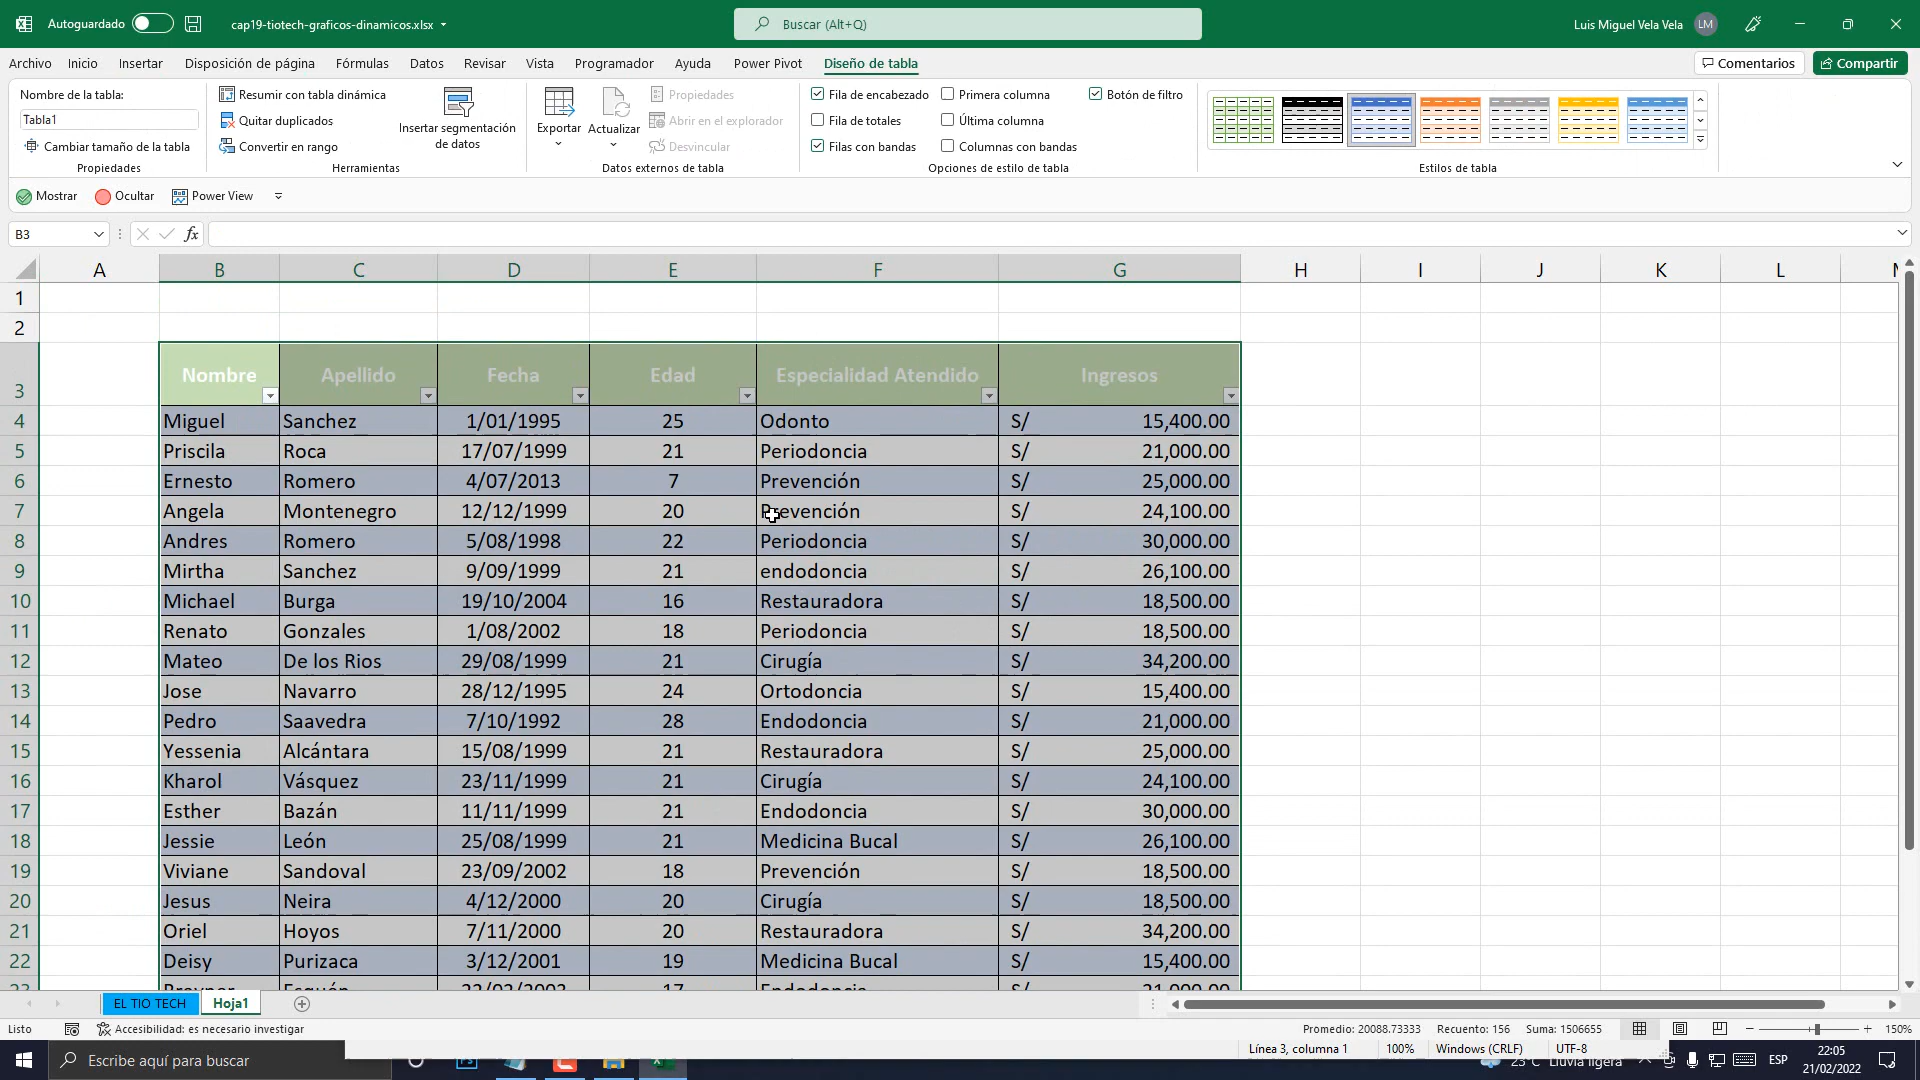 Autoguardado cap19-tiotech-graficos-dinamicos.xlsx Buscar (Alt+Q) Luis Miguel Vela Vela LM
Archivo Inicio Insertar Disposición de página Fórmulas Datos Revisar Vista Programador Ayuda Power Pivot Diseño de tabla Comentarios Compartir
Nombre de la tabla:
Tabla1
Cambiar tamaño de la tabla
Propiedades
Resumir con tabla dinámica
Quitar duplicados
Convertir en rango
Insertar segmentación
de datos
Herramientas
Exportar
Actualizar
Propiedades
Abrir en el explorador
Desvincular
Datos externos de tabla
Fila de encabezado
Fila de totales
Filas con bandas
Primera columna
Última columna
Columnas con bandas
Botón de filtro
Opciones de estilo de tabla
Estilos de tabla
Mostrar Ocultar Power View
B3 fx
A B C D E F G H I J K L
1
2
3 Nombre Apellido Fecha Edad Especialidad Atendido Ingresos
4 Miguel Sanchez 1/01/1995 25 Odonto S/ 15,400.00
5 Priscila Roca 17/07/1999 21 Periodoncia S/ 21,000.00
6 Ernesto Romero 4/07/2013 7 Prevención S/ 25,000.00
7 Angela Montenegro 12/12/1999 20 Prevención S/ 24,100.00
8 Andres Romero 5/08/1998 22 Periodoncia S/ 30,000.00
9 Mirtha Sanchez 9/09/1999 21 endodoncia S/ 26,100.00
10 Michael Burga 19/10/2004 16 Restauradora S/ 18,500.00
11 Renato Gonzales 1/08/2002 18 Periodoncia S/ 18,500.00
12 Mateo De los Rios 29/08/1999 21 Cirugía S/ 34,200.00
13 Jose Navarro 28/12/1995 24 Ortodoncia S/ 15,400.00
14 Pedro Saavedra 7/10/1992 28 Endodoncia S/ 21,000.00
15 Yessenia Alcántara 15/08/1999 21 Restauradora S/ 25,000.00
16 Kharol Vásquez 23/11/1999 21 Cirugía S/ 24,100.00
17 Esther Bazán 11/11/1999 21 Endodoncia S/ 30,000.00
18 Jessie León 25/08/1999 21 Medicina Bucal S/ 26,100.00
19 Viviane Sandoval 23/09/2002 18 Prevención S/ 18,500.00
20 Jesus Neira 4/12/2000 20 Cirugía S/ 18,500.00
21 Oriel Hoyos 7/11/2000 20 Restauradora S/ 34,200.00
22 Deisy Purizaca 3/12/2001 19 Medicina Bucal S/ 15,400.00
EL TIO TECH Hoja1
Listo Accesibilidad: es necesario investigar Promedio: 20088.73333 Recuento: 156 Suma: 1506655 150%
Línea 3, columna 1 100% Windows (CRLF) UTF-8
Escribe aquí para buscar 23°C Lluvia ligera ESP 22:05
21/02/2022